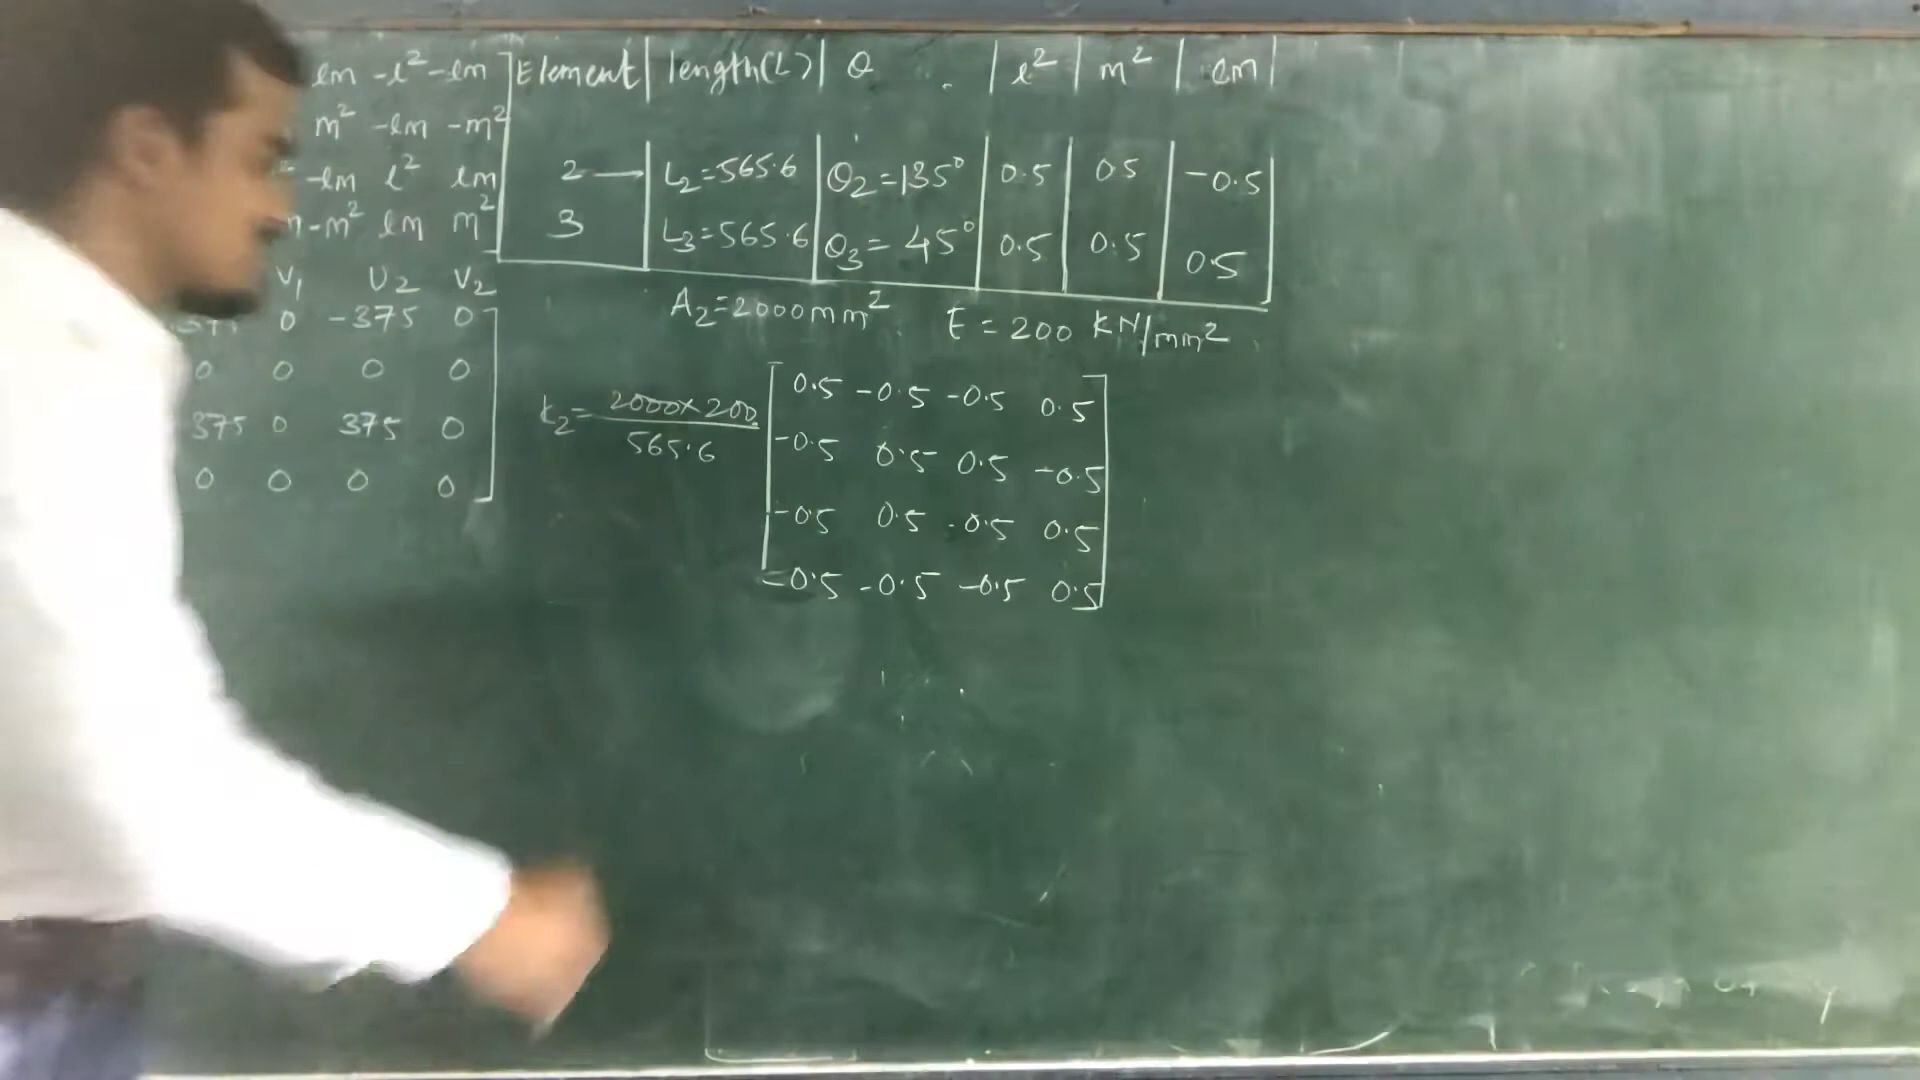 lm -l² -lm
m² -lm -m²
-lm l² lm
-m² lm m²
V₁ U₂ V₂
0 -375 0
0 0 0 0
375 0 375 0
0 0 0 0
Element length(L) θ l² m² lm
2 → L₂=565.6 θ₂=135° 0.5 0.5 -0.5
3 L₃=565.6 θ₃=45° 0.5 0.5 0.5
A₂=2000mm² E=200 KN/mm²
k₂=2000×200/565.6
0.5 -0.5 -0.5 0.5
-0.5 0.5 0.5 -0.5
-0.5 0.5 -0.5 0.5
-0.5 -0.5 -0.5 0.5